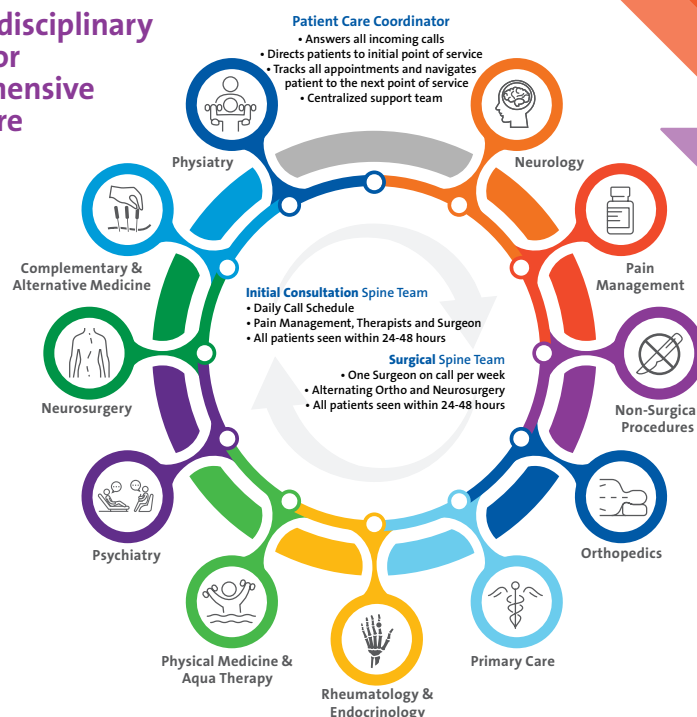 disciplinary
or
hensive
re
Patient Care Coordinator
• Answers all incoming calls
• Directs patients to initial point of service
• Tracks all appointments and navigates
patient to the next point of service
• Centralized support team
Physiatry
Neurology
Complementary &
Alternative Medicine
Pain
Management
Initial Consultation Spine Team
• Daily Call Schedule
• Pain Management, Therapists and Surgeon
• All patients seen within 24-48 hours
Surgical Spine Team
• One Surgeon on call per week
• Alternating Ortho and Neurosurgery
• All patients seen within 24-48 hours
Neurosurgery
Non-Surgica
Procedures
Psychiatry
Orthopedics
Physical Medicine &
Aqua Therapy
Primary Care
Rheumatology &
Endocrinology